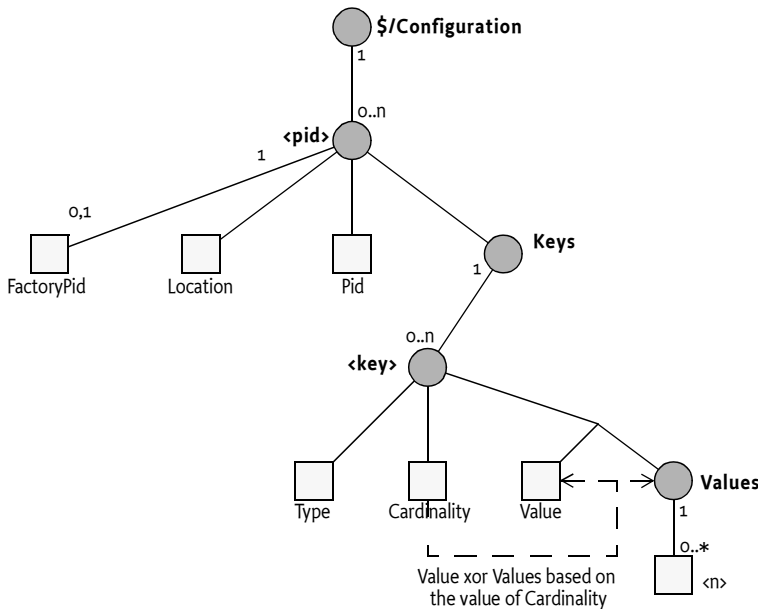 $/Configuration
1
0..n
<pid>
1
0,1
FactoryPid
Location
Pid
Keys
1
0..n
<key>
Type
Cardinality
Value
Values
1
0..*
<n>
Value xor Values based on
the value of Cardinality